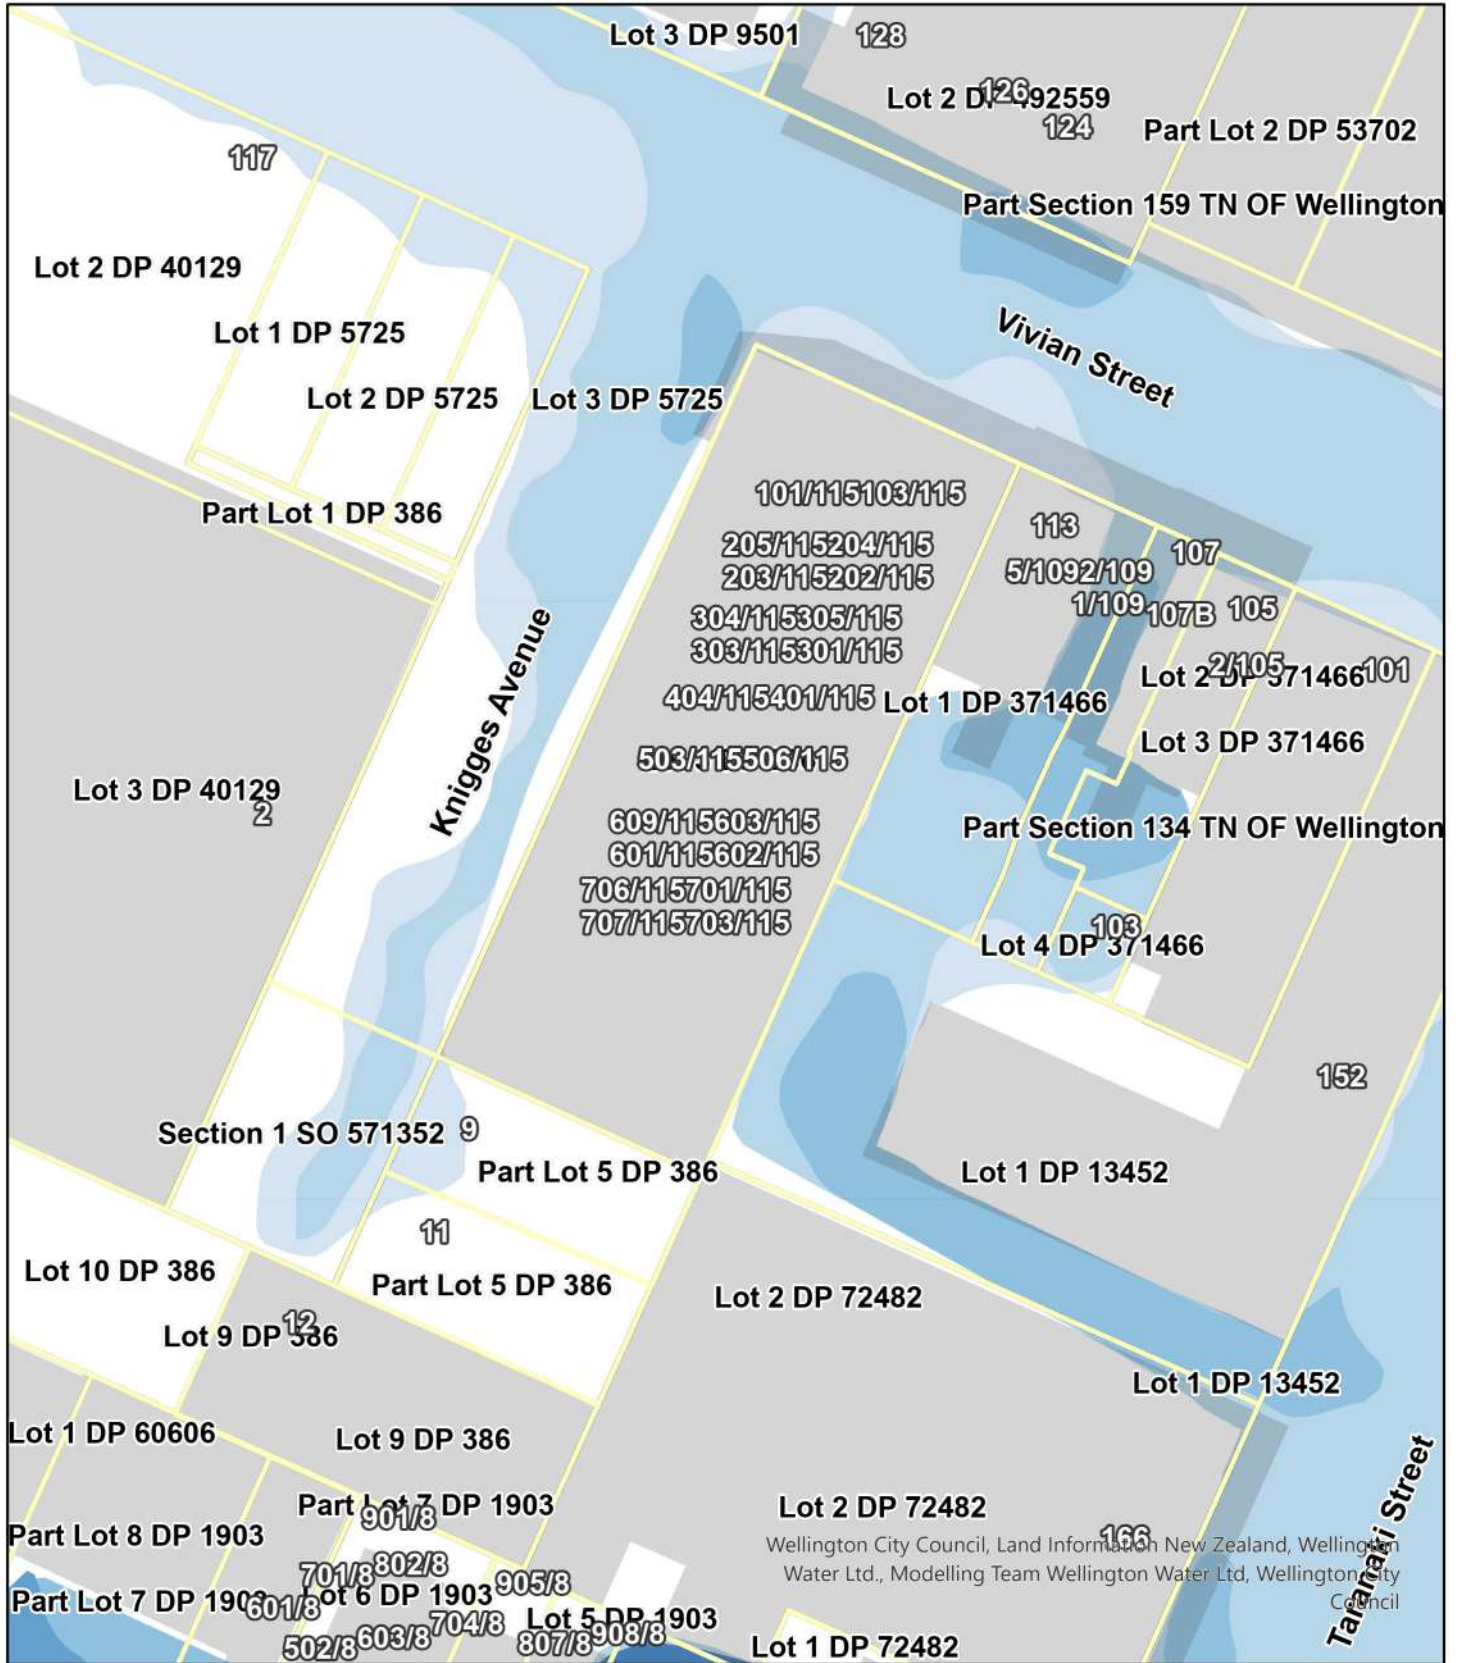 Lot 3 DP 9501
128
126
Lot 2 DP 492559
124
Part Lot 2 DP 53702
117
Part Section 159 TN OF Wellington
Lot 2 DP 40129
Lot 1 DP 5725
Vivian Street
Lot 2 DP 5725
Lot 3 DP 5725
101/115103/115
Part Lot 1 DP 386
113
205/115204/115
107
203/115202/115
5/1092/109
1/109
107B
105
304/115305/115
303/115301/115
2/105
101
Lot 2 DP 371466
404/115401/115
Lot 1 DP 371466
Knigges Avenue
Lot 3 DP 371466
503/115506/115
Lot 3 DP 40129
2
609/115603/115
Part Section 134 TN OF Wellington
601/115602/115
706/115701/115
707/115703/115
103
Lot 4 DP 371466
152
Section 1 SO 571352
9
Part Lot 5 DP 386
Lot 1 DP 13452
11
Lot 10 DP 386
Part Lot 5 DP 386
Lot 2 DP 72482
12
Lot 9 DP 386
Lot 1 DP 13452
Lot 1 DP 60606
Lot 9 DP 386
Part Lot 7 DP 1903
Lot 2 DP 72482
901/8
Part Lot 8 DP 1903
166
Taranaki Street
Wellington City Council, Land Information New Zealand, Wellington
Water Ltd., Modelling Team Wellington Water Ltd, Wellington City
Council
802/8
701/8
905/8
Part Lot 7 DP 1903
601/8
Lot 6 DP 1903
704/8
Lot 5 DP 1903
603/8
908/8
502/8
807/8
Lot 1 DP 72482